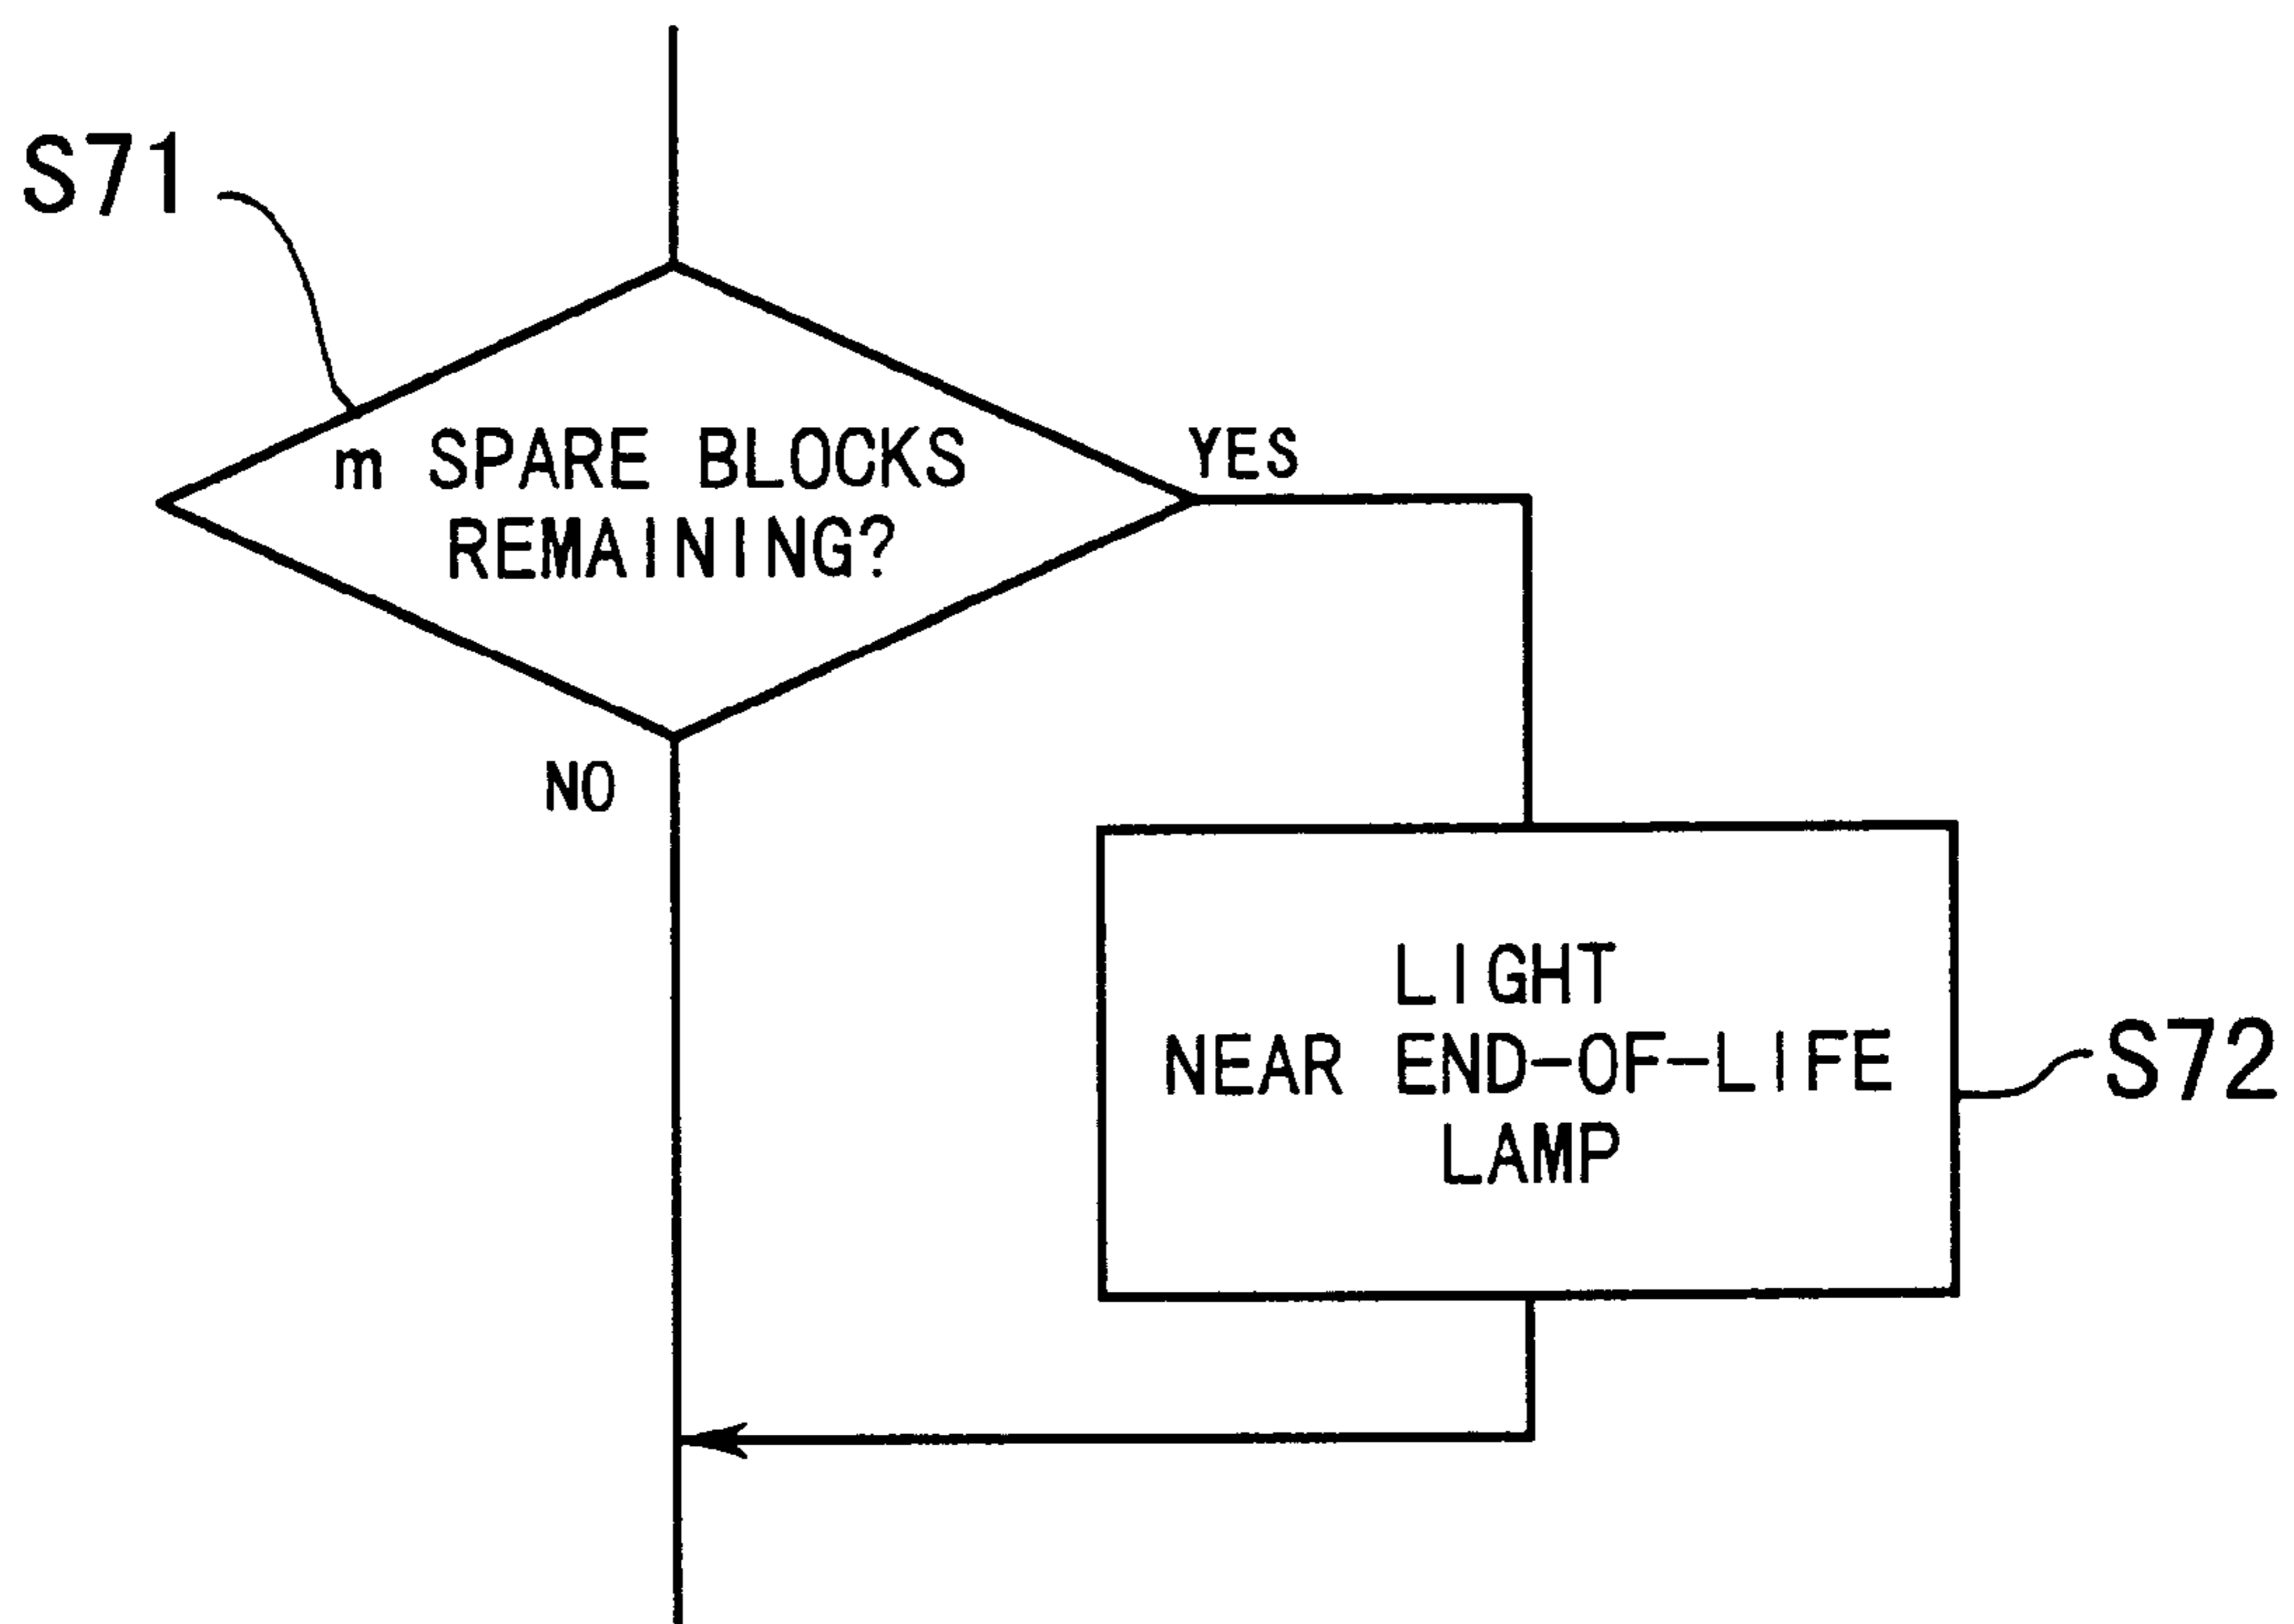 S71
m SPARE BLOCKS
REMAINING?
YES
NO
LIGHT
NEAR END-OF-LIFE
LAMP
S72